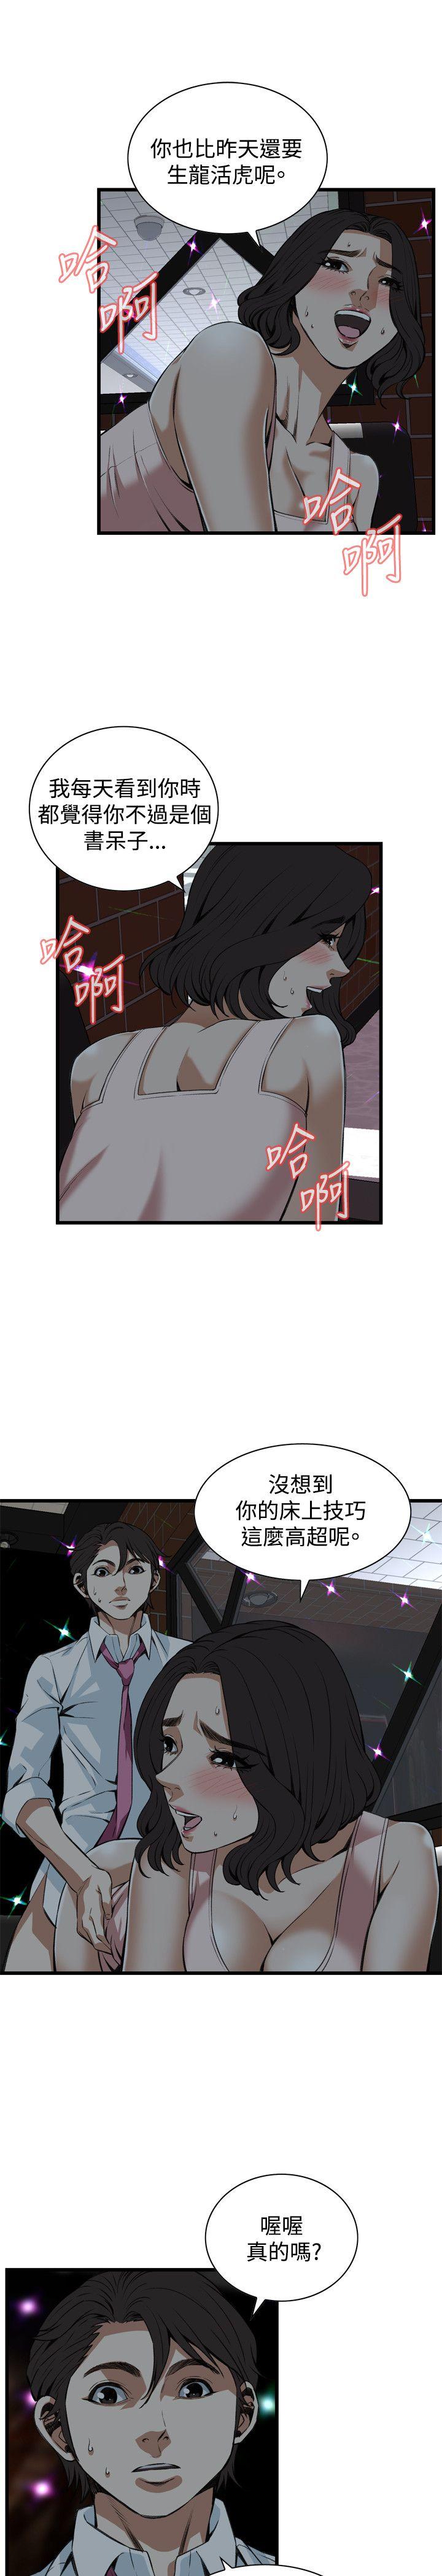 你也比昨天還要
生龍活虎呢。
哈
啊
哈
啊
我每天看到你時
都覺得你不過是個
書呆子...
哈
啊
哈
啊
沒想到
你的床上技巧
這麼高超呢。
喔喔
真的嗎?